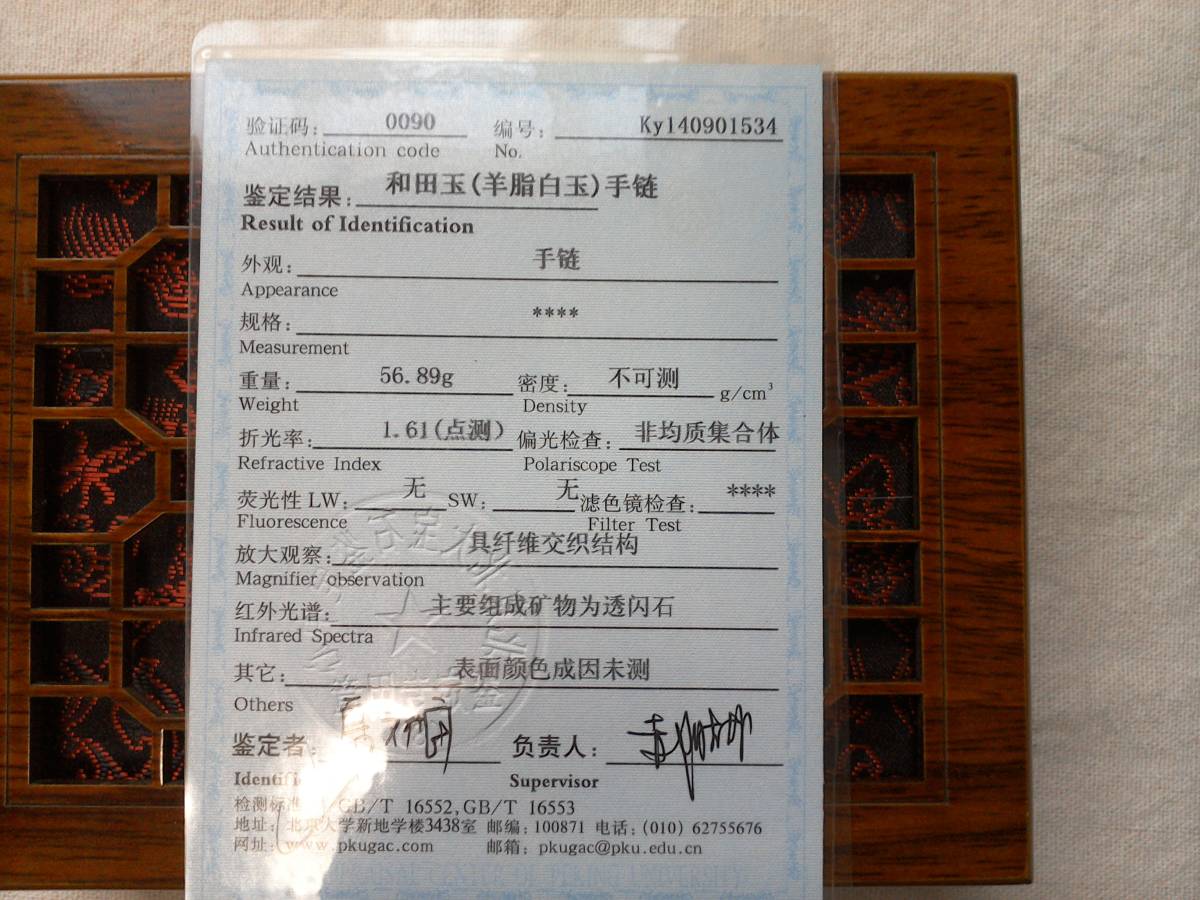 验证码: 0090 编号: Ky140901534
Authentication code No.
鉴定结果: 和田玉(羊脂白玉)手链
Result of Identification
外观: 手链
Appearance
规格: ****
Measurement
重量: 56.89g 密度: 不可测 g/cm³
Weight Density
折光率: 1.61(点测) 偏光检查: 非均质集合体
Refractive Index Polariscope Test
荧光性 LW: 无 SW: 无 滤色镜检查: ****
Fluorescence Filter Test
放大观察: 具纤维交织结构
Magnifier observation
红外光谱: 主要组成矿物为透闪石
Infrared Spectra
其它: 表面颜色成因未测
Others
鉴定者: 负责人:
Supervisor
检测标准 GB/T 16552,GB/T 16553
地址: 北京大学新地学楼3438室 邮编: 100871 电话: (010) 62755676
网址: www.pkugac.com 邮箱: pkugac@pku.edu.cn